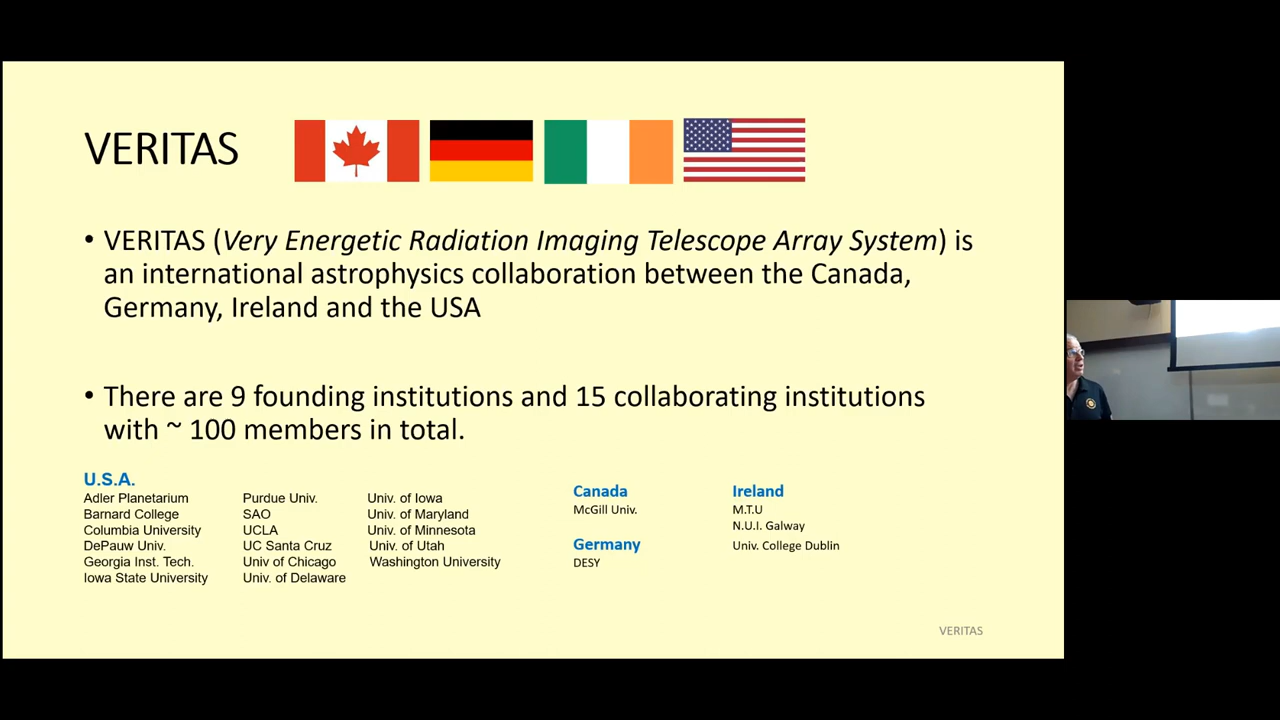 VERITAS
• VERITAS (Very Energetic Radiation Imaging Telescope Array System) is
an international astrophysics collaboration between the Canada,
Germany, Ireland and the USA
• There are 9 founding institutions and 15 collaborating institutions
with ~ 100 members in total.
U.S.A.
Adler Planetarium
Barnard College
Columbia University
DePauw Univ.
Georgia Inst. Tech.
Iowa State University
Purdue Univ.
SAO
UCLA
UC Santa Cruz
Univ of Chicago
Univ. of Delaware
Univ. of Iowa
Univ. of Maryland
Univ. of Minnesota
Univ. of Utah
Washington University
Canada
McGill Univ.
Germany
DESY
Ireland
M.T.U
N.U.I. Galway
Univ. College Dublin
VERITAS